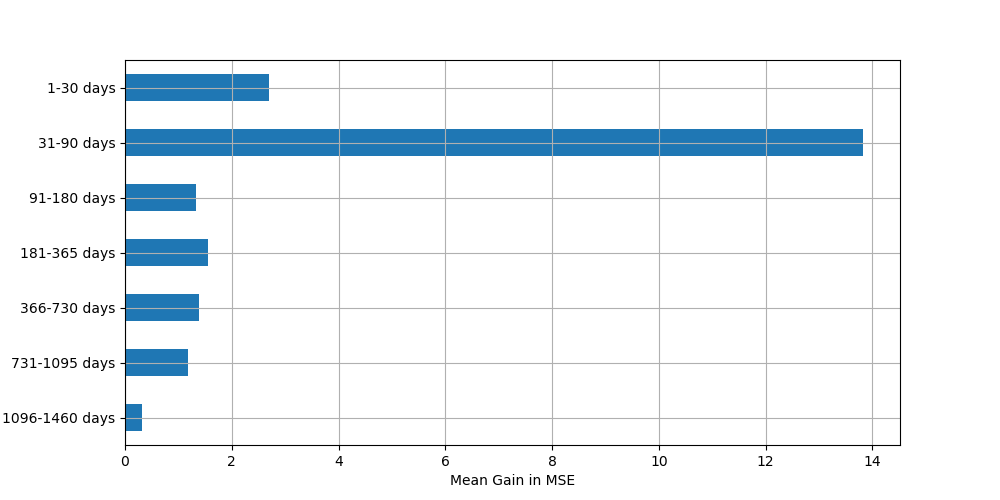 1-30 days
31-90 days
91-180 days
181-365 days
366-730 days
731-1095 days
1096-1460 days
0 2 4 6 8 10 12 14
Mean Gain in MSE